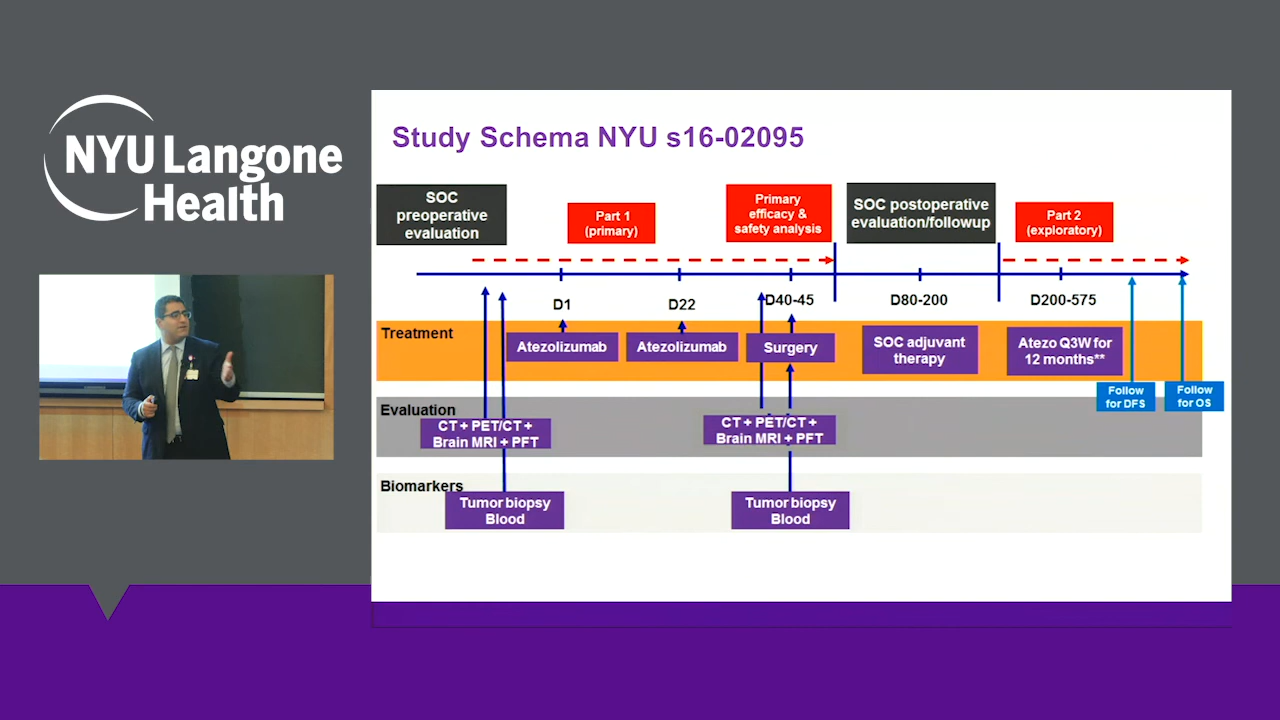 NYU Langone
Health
Study Schema NYU s16-02095
SOC
preoperative
evaluation
Part 1
(primary)
Primary
efficacy &
safety analysis
SOC postoperative
evaluation/followup
Part 2
(exploratory)
D1
D22
D40-45
D80-200
D200-575
Treatment
Atezolizumab
Atezolizumab
Surgery
SOC adjuvant
therapy
Atezo Q3W for
12 months**
Follow
for DFS
Follow
for OS
Evaluation
CT + PET/CT +
Brain MRI + PFT
CT + PET/CT +
Brain MRI + PFT
Biomarkers
Tumor biopsy
Blood
Tumor biopsy
Blood